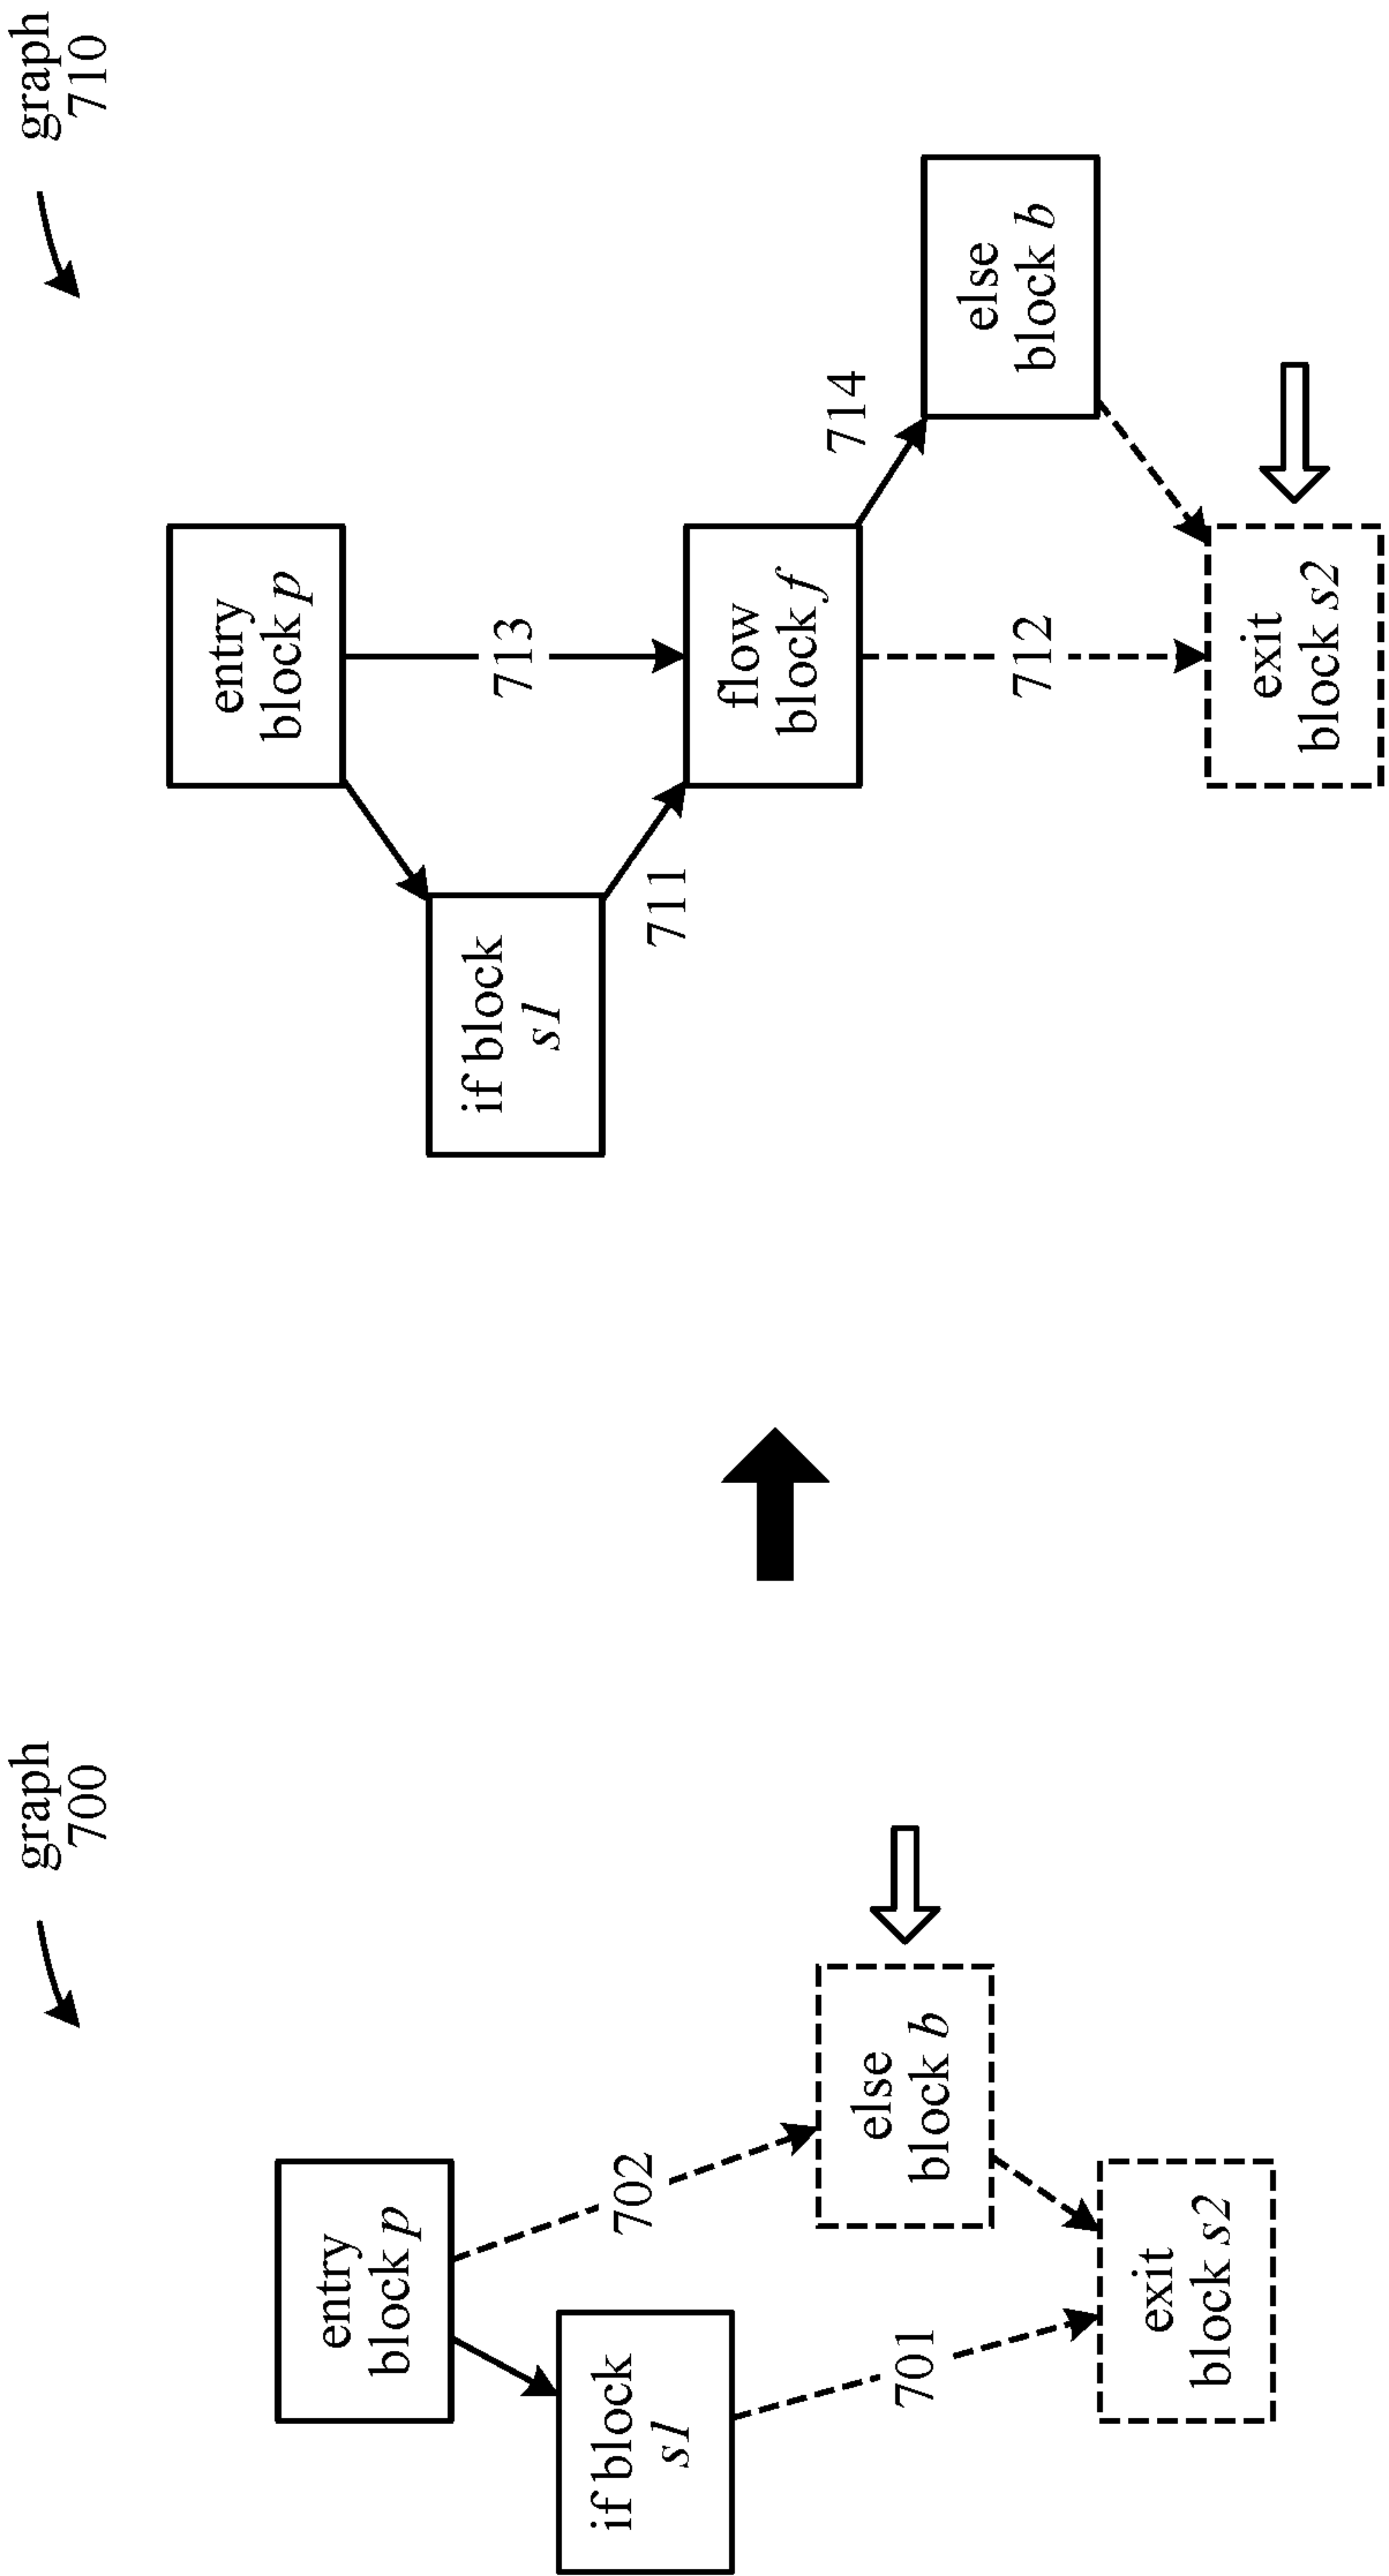 graph
700
entry
block p
if block
s1
702
else
block b
701
exit
block s2
graph
710
entry
block p
if block
s1
713
711
flow
block f
714
else
block b
712
exit
block s2